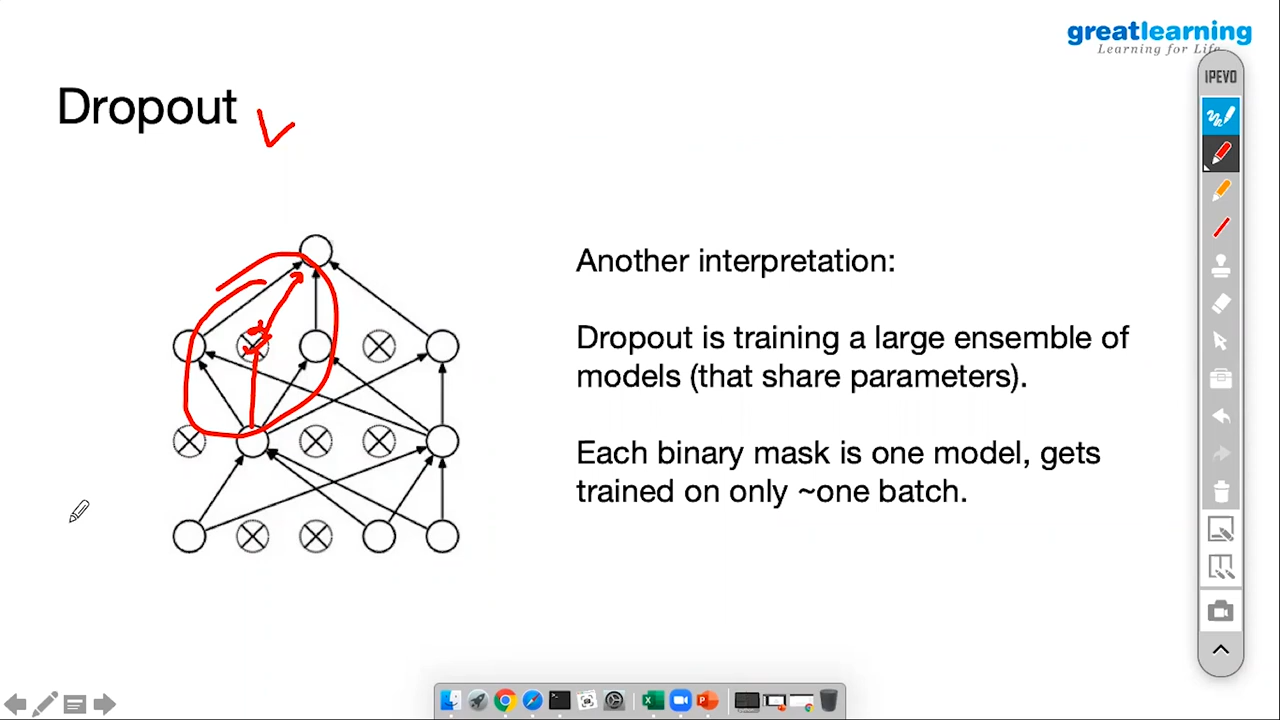 greatlearning
Learning for Life
IPEVO
Dropout
Another interpretation:
Dropout is training a large ensemble of
models (that share parameters).
Each binary mask is one model, gets
trained on only ~one batch.